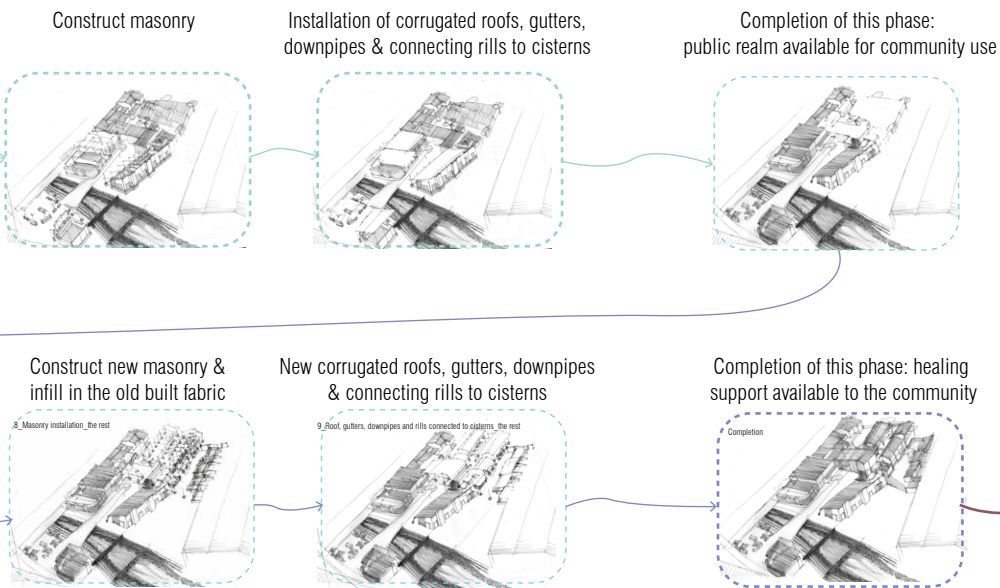 Construct masonry
Installation of corrugated roofs, gutters,
downpipes & connecting rills to cisterns
Completion of this phase:
public realm available for community use
Construct new masonry &
infill in the old built fabric
New corrugated roofs, gutters, downpipes
& connecting rills to cisterns
Completion of this phase: healing
support available to the community
8_Masonry installation_the rest
9_Roof, gutters, downpipes and rills connected to cisterns_the rest
Completion